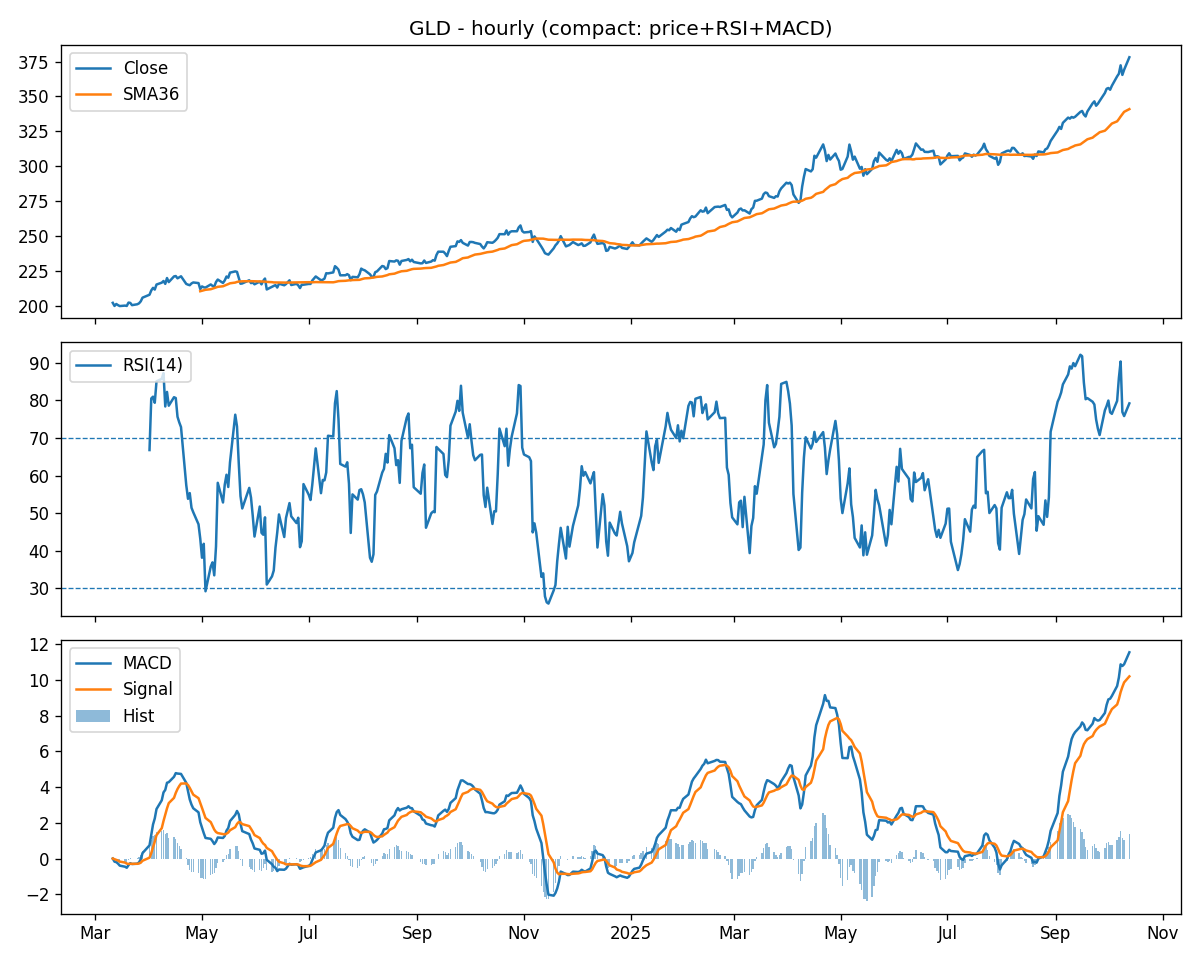 GLD - hourly (compact: price+RSI+MACD)
375
350
325
300
275
250
225
200
Close
SMA36
90
80
70
60
50
40
30
RSI(14)
12
10
8
6
4
2
0
−2
MACD
Signal
Hist
Mar May Jul Sep Nov 2025 Mar May Jul Sep Nov